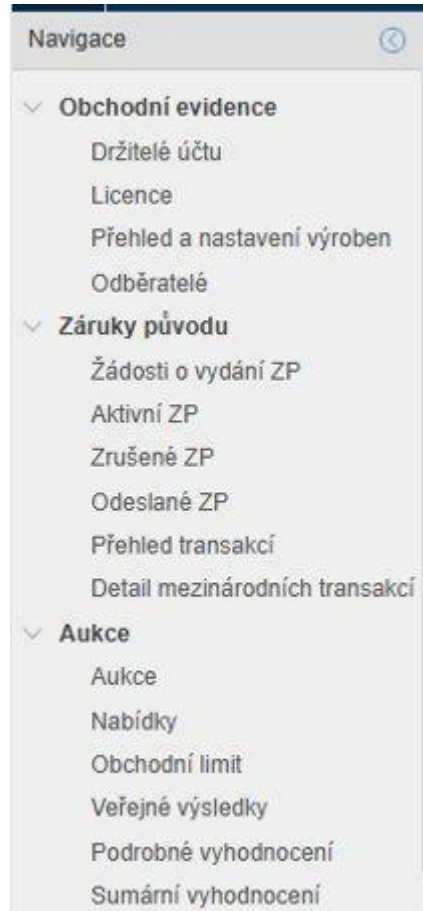 Navigace
Obchodní evidence
Držitelé účtu
Licence
Přehled a nastavení výroben
Odběratelé
Záruky původu
Žádosti o vydání ZP
Aktivní ZP
Zrušené ZP
Odeslané ZP
Přehled transakcí
Detail mezinárodních transakcí
Aukce
Aukce
Nabídky
Obchodní limit
Veřejné výsledky
Podrobné vyhodnocení
Sumární vyhodnocení